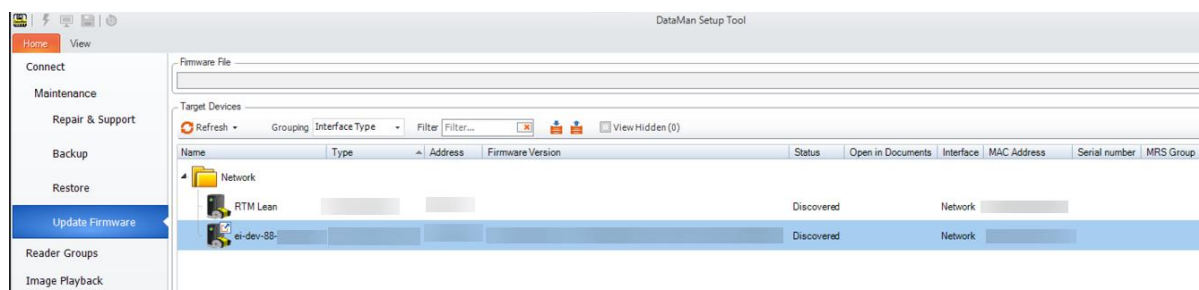 DataMan Setup Tool
Home View
Connect
Maintenance
Repair & Support
Backup
Restore
Update Firmware
Reader Groups
Image Playback
Firmware File
Target Devices
Refresh Grouping Interface Type Filter Filter... View Hidden (0)
Name Type Address Firmware Version Status Open in Documents Interface MAC Address Serial number MRS Group
Network
RTM Lean Discovered Network
ei-dev-88- Discovered Network